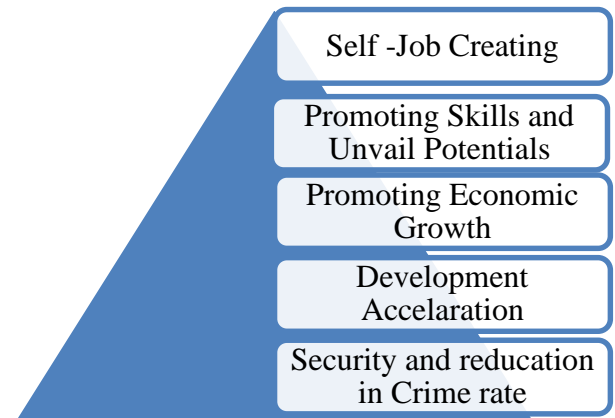 Self -Job Creating
Promoting Skills and
Unvail Potentials
Promoting Economic
Growth
Development
Accelaration
Security and reducation
in Crime rate